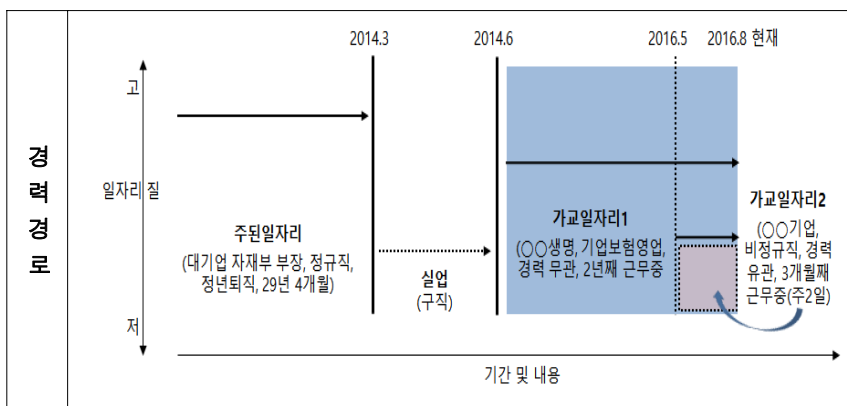 2014.3
2014.6
2016.5
2016.8 현재
고
경
력
경
로
일자리 질
저
주된일자리
(대기업 자재부 부장, 정규직,
정년퇴직, 29년 4개월)
실업
(구직)
가교일자리1
(○○생명, 기업보험영업,
경력 무관, 2년째 근무중
가교일자리2
(○○기업,
비정규직, 경력
유관, 3개월째
근무중(주2일)
기간 및 내용